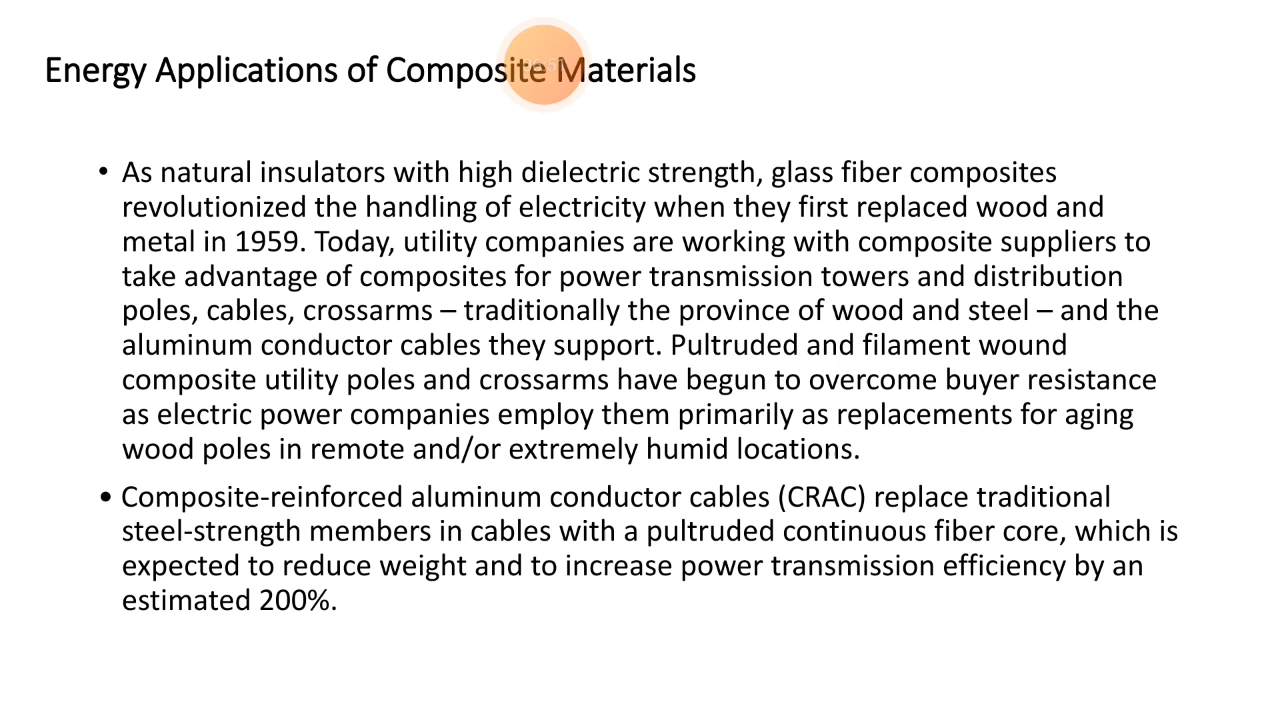 Energy Applications of Composite Materials
• As natural insulators with high dielectric strength, glass fiber composites
revolutionized the handling of electricity when they first replaced wood and
metal in 1959. Today, utility companies are working with composite suppliers to
take advantage of composites for power transmission towers and distribution
poles, cables, crossarms – traditionally the province of wood and steel – and the
aluminum conductor cables they support. Pultruded and filament wound
composite utility poles and crossarms have begun to overcome buyer resistance
as electric power companies employ them primarily as replacements for aging
wood poles in remote and/or extremely humid locations.
• Composite-reinforced aluminum conductor cables (CRAC) replace traditional
steel-strength members in cables with a pultruded continuous fiber core, which is
expected to reduce weight and to increase power transmission efficiency by an
estimated 200%.